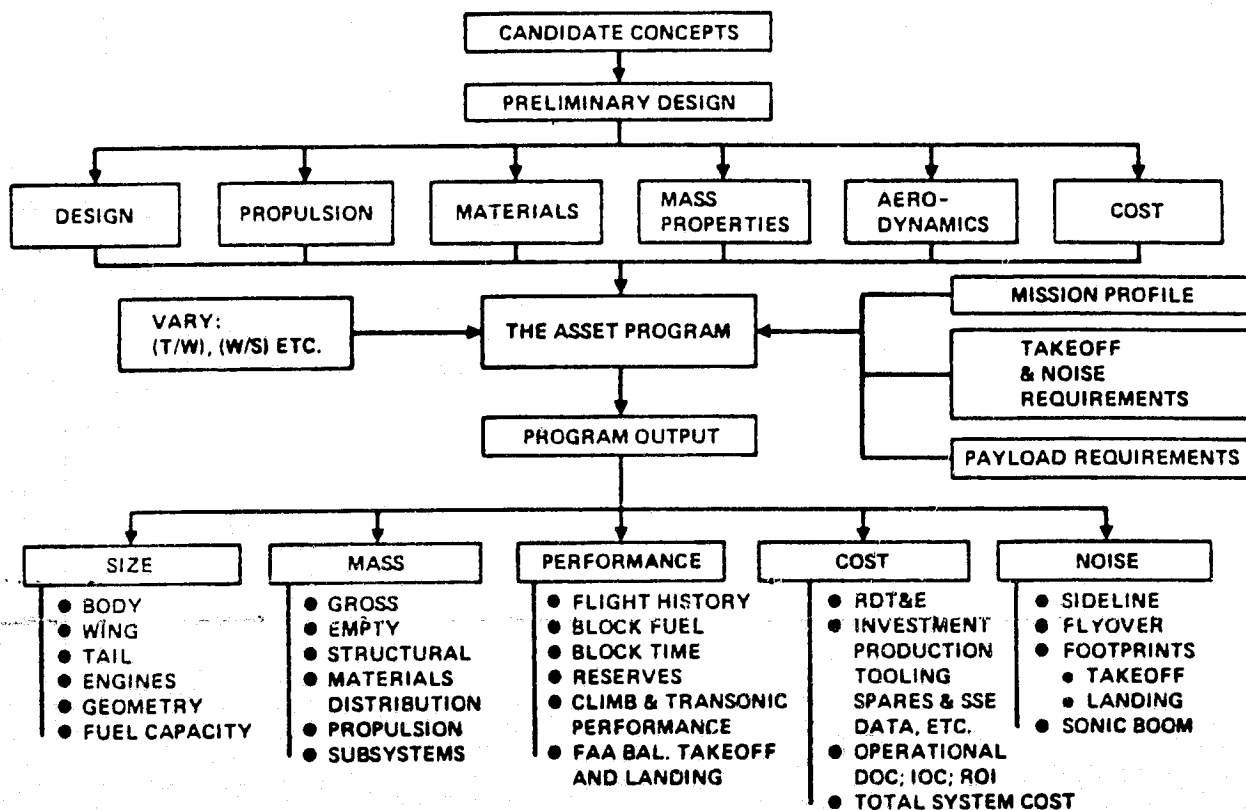 CANDIDATE CONCEPTS
PRELIMINARY DESIGN
DESIGN
PROPULSION
MATERIALS
MASS
PROPERTIES
AERO-
DYNAMICS
COST
VARY:
(T/W), (W/S) ETC.
THE ASSET PROGRAM
MISSION PROFILE
TAKEOFF
& NOISE
REQUIREMENTS
PAYLOAD REQUIREMENTS
PROGRAM OUTPUT
SIZE
● BODY
● WING
● TAIL
● ENGINES
● GEOMETRY
● FUEL CAPACITY
MASS
● GROSS
● EMPTY
● STRUCTURAL
● MATERIALS
DISTRIBUTION
● PROPULSION
● SUBSYSTEMS
PERFORMANCE
● FLIGHT HISTORY
● BLOCK FUEL
● BLOCK TIME
● RESERVES
● CLIMB & TRANSONIC
PERFORMANCE
● FAA BAL. TAKEOFF
AND LANDING
COST
● RDT&E
● INVESTMENT
PRODUCTION
TOOLING
SPARES & SSE
DATA, ETC.
● OPERATIONAL
DOC; IOC; ROI
● TOTAL SYSTEM COST
NOISE
● SIDELINE
● FLYOVER
● FOOTPRINTS
● TAKEOFF
● LANDING
● SONIC BOOM